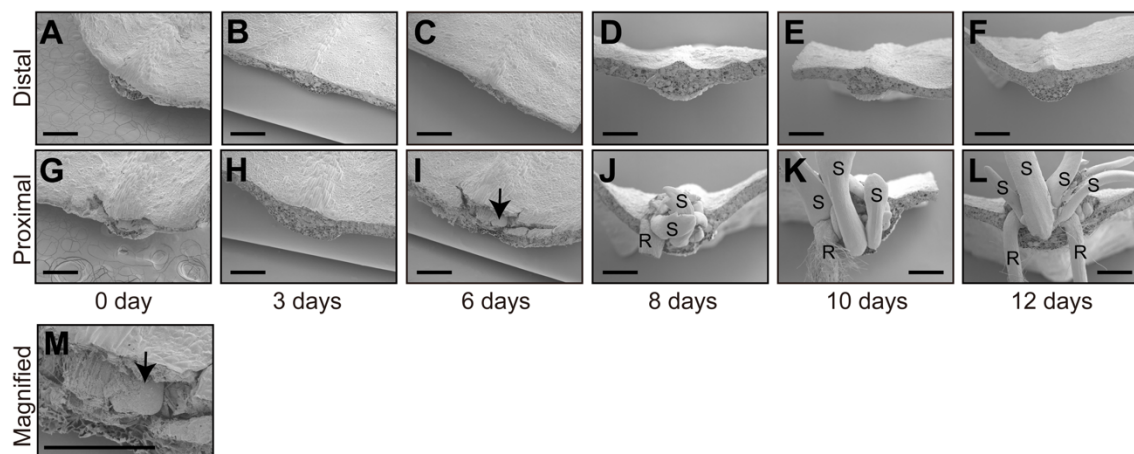 A B C D E F
Distal
G H I J K L
S S S S S S S S S
R R R R
Proximal
0 day 3 days 6 days 8 days 10 days 12 days
M
Magnified